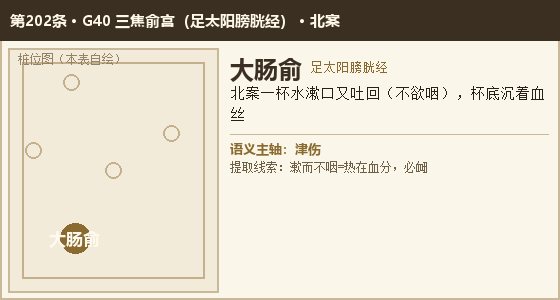 第202条・G40 三焦俞宫（足太阳膀胱经）・北案
桩位图（本表自绘）
大肠俞
大肠俞 足太阳膀胱经
北案一杯水漱口又吐回（不欲咽），杯底沉着血
丝
语义主轴：津伤
提取线索：漱而不咽=热在血分，必衄